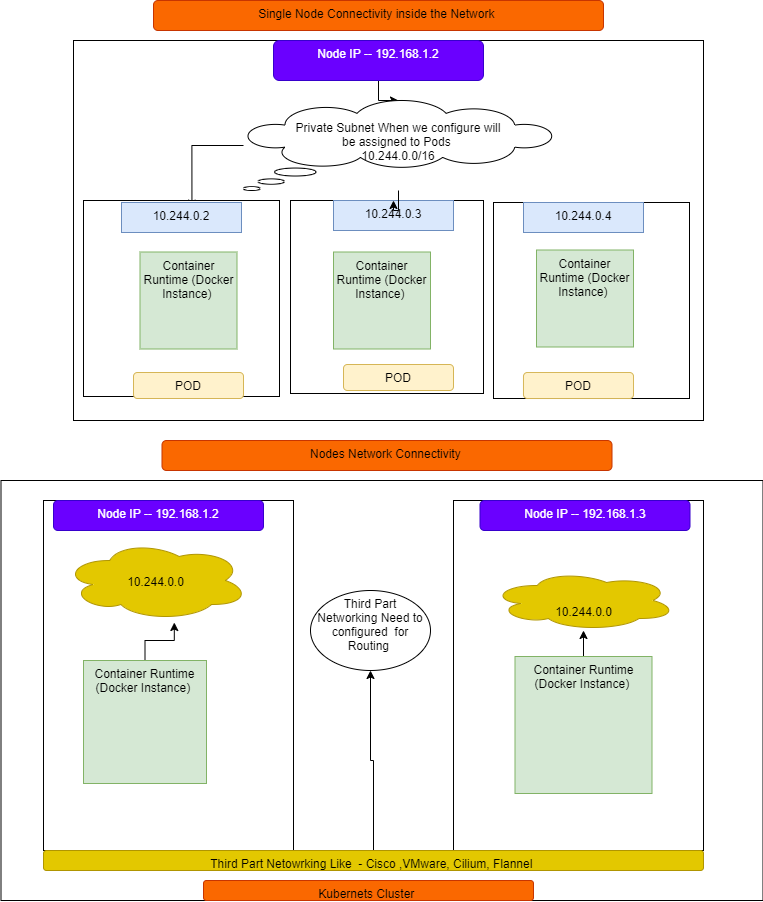 Single Node Connectivity inside the Network
Node IP -- 192.168.1.2
Private Subnet When we configure will
be assigned to Pods
10.244.0.0/16
10.244.0.2
10.244.0.3
10.244.0.4
Container
Runtime (Docker
Instance)
Container
Runtime (Docker
Instance)
Container
Runtime (Docker
Instance)
POD
POD
POD
Nodes Network Connectivity
Node IP -- 192.168.1.2
Node IP -- 192.168.1.3
10.244.0.0
10.244.0.0
Third Part
Networking Need to
configured for
Routing
Container Runtime
(Docker Instance)
Container Runtime
(Docker Instance)
Third Part Netowrking Like - Cisco ,VMware, Cilium, Flannel
Kubernets Cluster